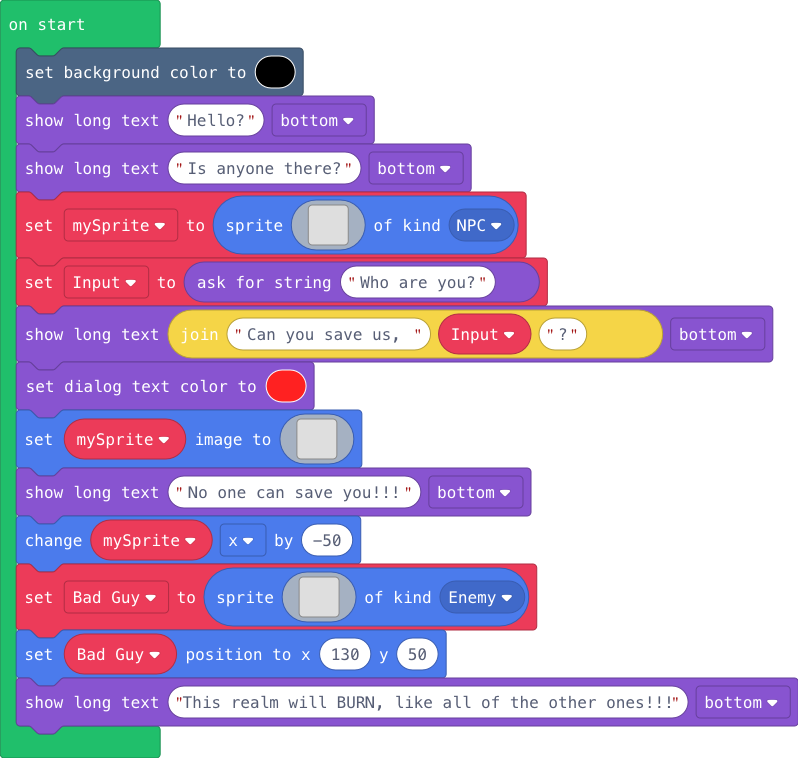 on start
set background color to
show long text "Hello?" bottom
show long text "Is anyone there?" bottom
set mySprite to sprite of kind NPC
set Input to ask for string "Who are you?"
show long text join "Can you save us, " Input "?" bottom
set dialog text color to
set mySprite image to
show long text "No one can save you!!!" bottom
change mySprite x by -50
set Bad Guy to sprite of kind Enemy
set Bad Guy position to x 130 y 50
show long text "This realm will BURN, like all of the other ones!!!" bottom